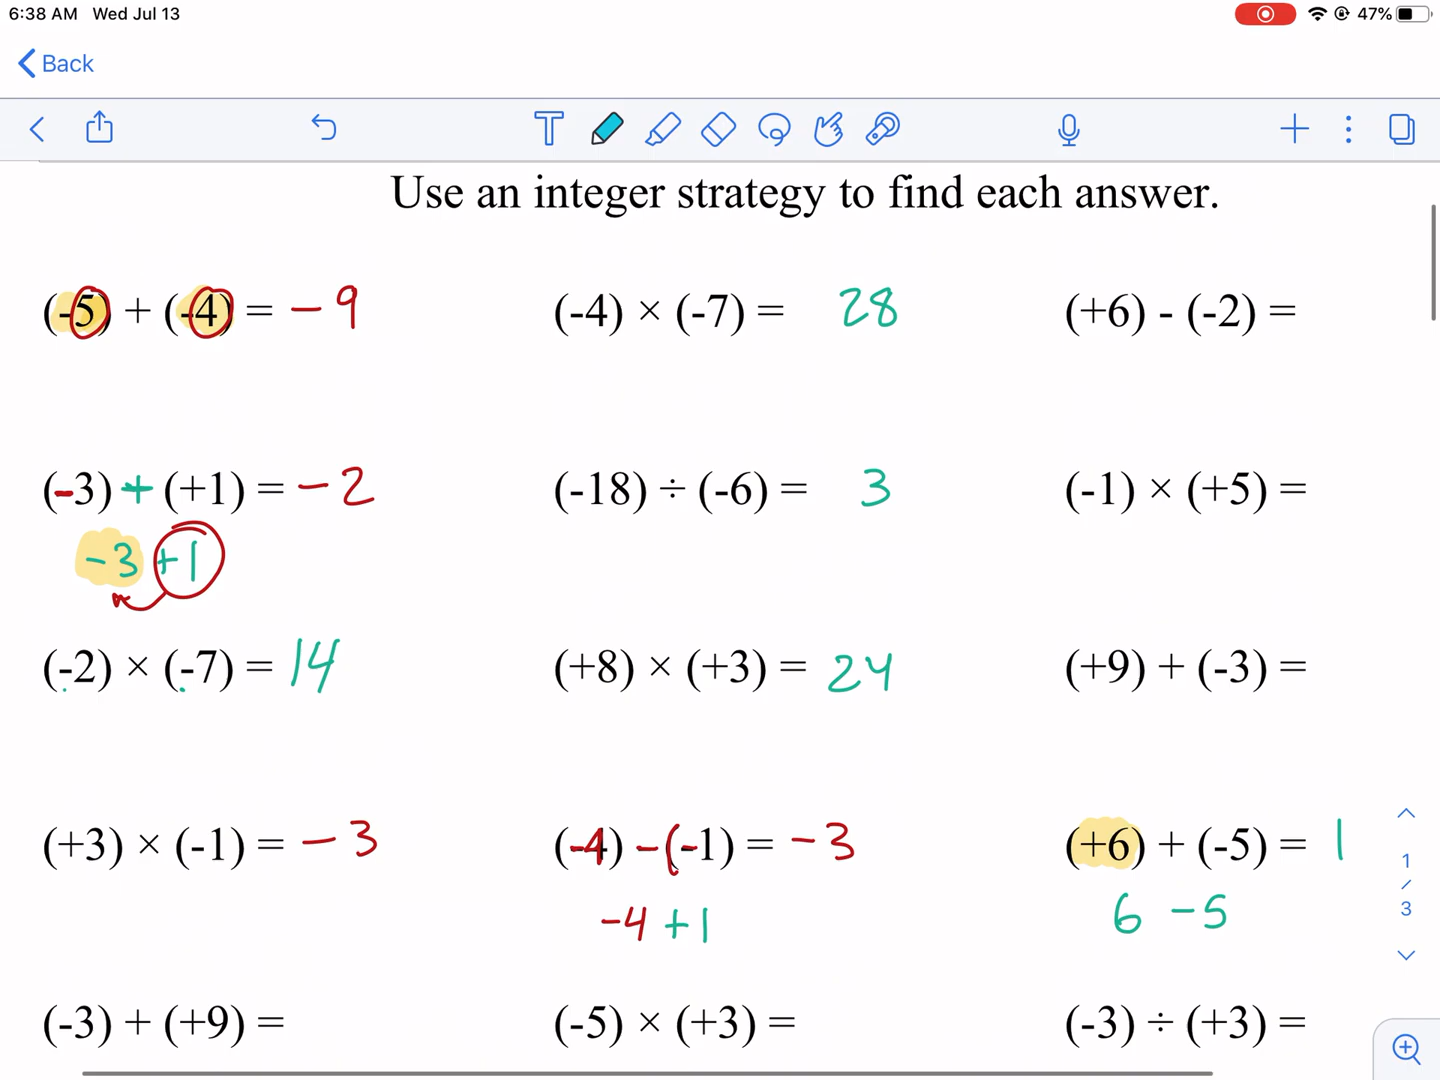 6:38 AM Wed Jul 13
47%
Back
Use an integer strategy to find each answer.
(-5) + (-4) = -9
(-4) × (-7) = 28
(+6) - (-2) =
(-3) + (+1) = -2
(-18) ÷ (-6) = 3
(-1) × (+5) =
-3 +1
(-2) × (-7) = 14
(+8) × (+3) = 24
(+9) + (-3) =
(+3) × (-1) = -3
(-4) - (-1) = -3
(+6) + (-5) = 1
-4 +1
6 -5
1
/
3
(-3) + (+9) =
(-5) × (+3) =
(-3) ÷ (+3) =